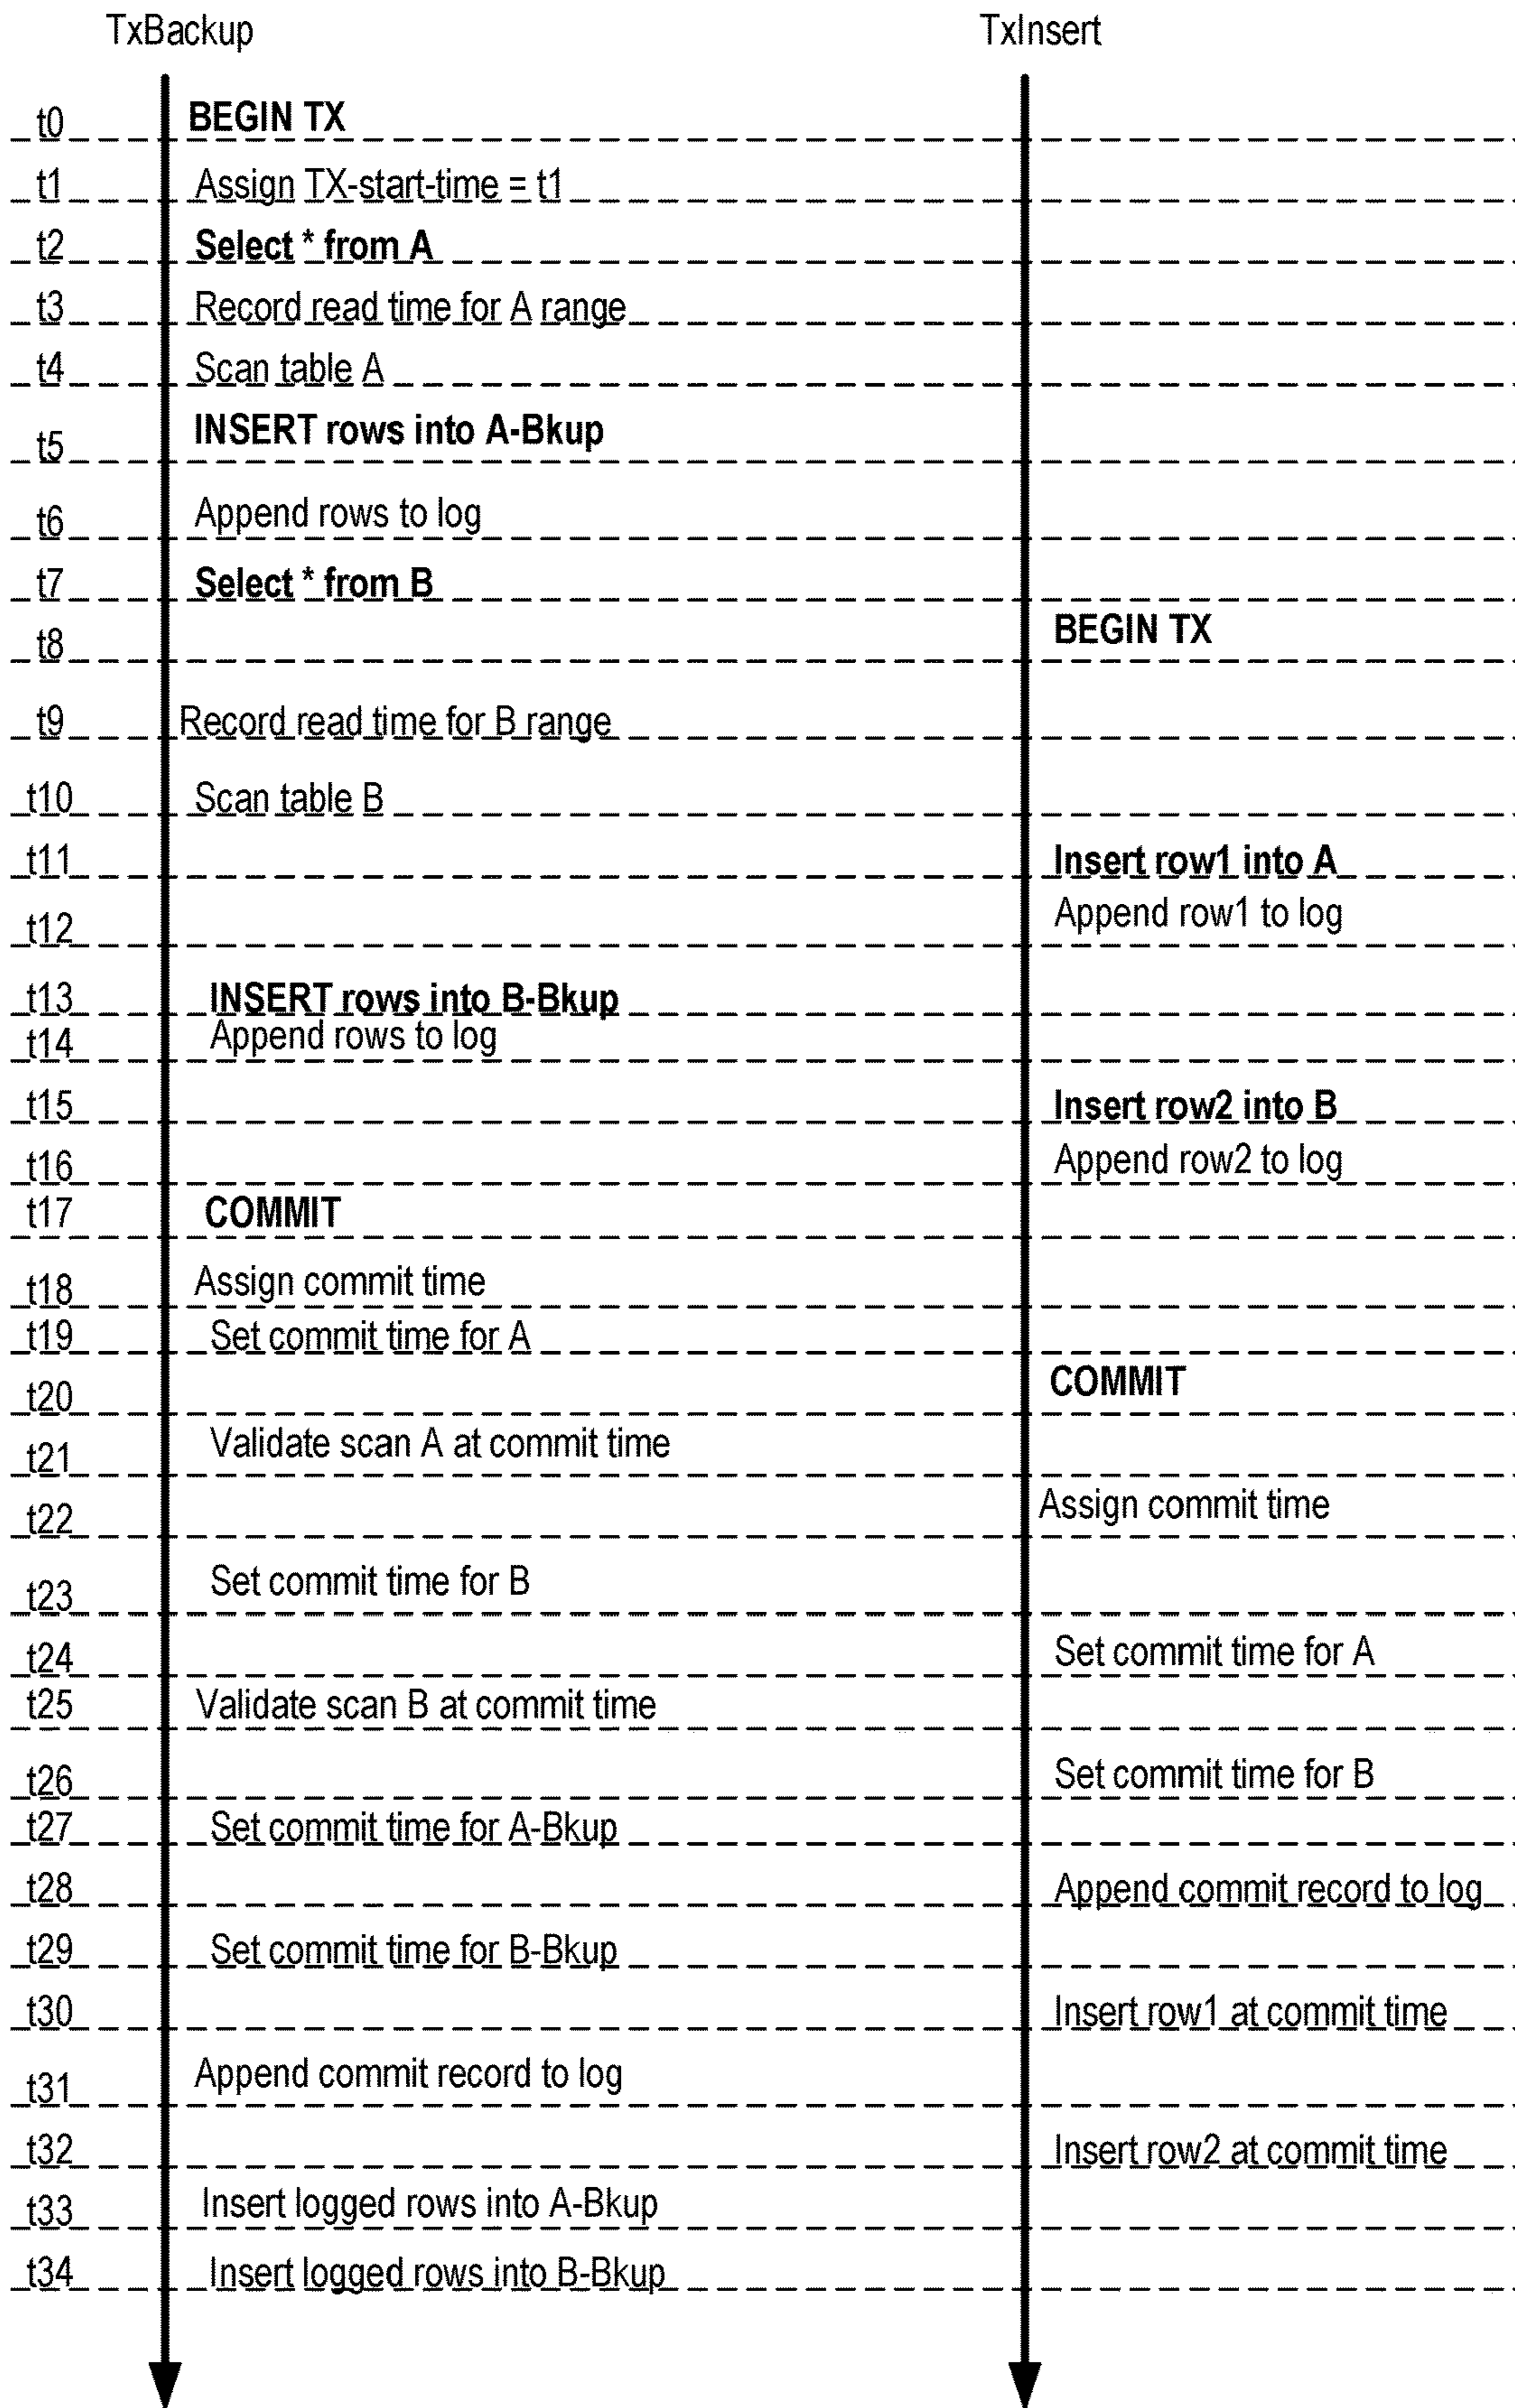 TxBackup TxInsert
t0 BEGIN TX
t1 Assign TX-start-time = t1
t2 Select * from A
t3 Record read time for A range
t4 Scan table A
t5 INSERT rows into A-Bkup
t6 Append rows to log
t7 Select * from B
t8 BEGIN TX
t9 Record read time for B range
t10 Scan table B
t11 Insert row1 into A
t12 Append row1 to log
t13 INSERT rows into B-Bkup
t14 Append rows to log
t15 Insert row2 into B
t16 Append row2 to log
t17 COMMIT
t18 Assign commit time
t19 Set commit time for A
t20 COMMIT
t21 Validate scan A at commit time
t22 Assign commit time
t23 Set commit time for B
t24 Set commit time for A
t25 Validate scan B at commit time
t26 Set commit time for B
t27 Set commit time for A-Bkup
t28 Append commit record to log
t29 Set commit time for B-Bkup
t30 Insert row1 at commit time
t31 Append commit record to log
t32 Insert row2 at commit time
t33 Insert logged rows into A-Bkup
t34 Insert logged rows into B-Bkup